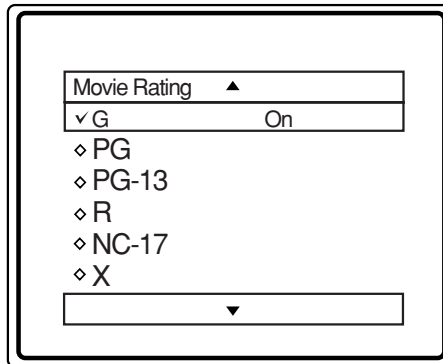 Movie Rating ▲
✓ G On
◇ PG
◇ PG-13
◇ R
◇ NC-17
◇ X
▼